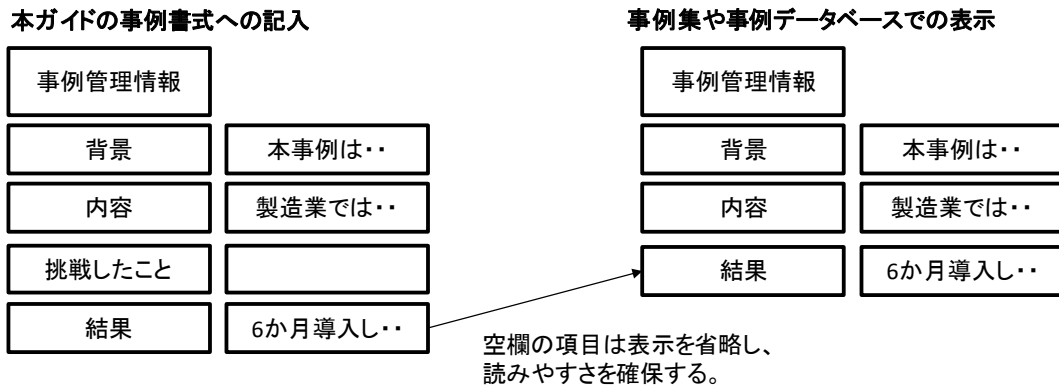 本ガイドの事例書式への記入
事例管理情報
背景
本事例は・・
内容
製造業では・・
挑戦したこと
結果
6か月導入し・・
事例集や事例データベースでの表示
事例管理情報
背景
本事例は・・
内容
製造業では・・
結果
6か月導入し・・
空欄の項目は表示を省略し、
読みやすさを確保する。